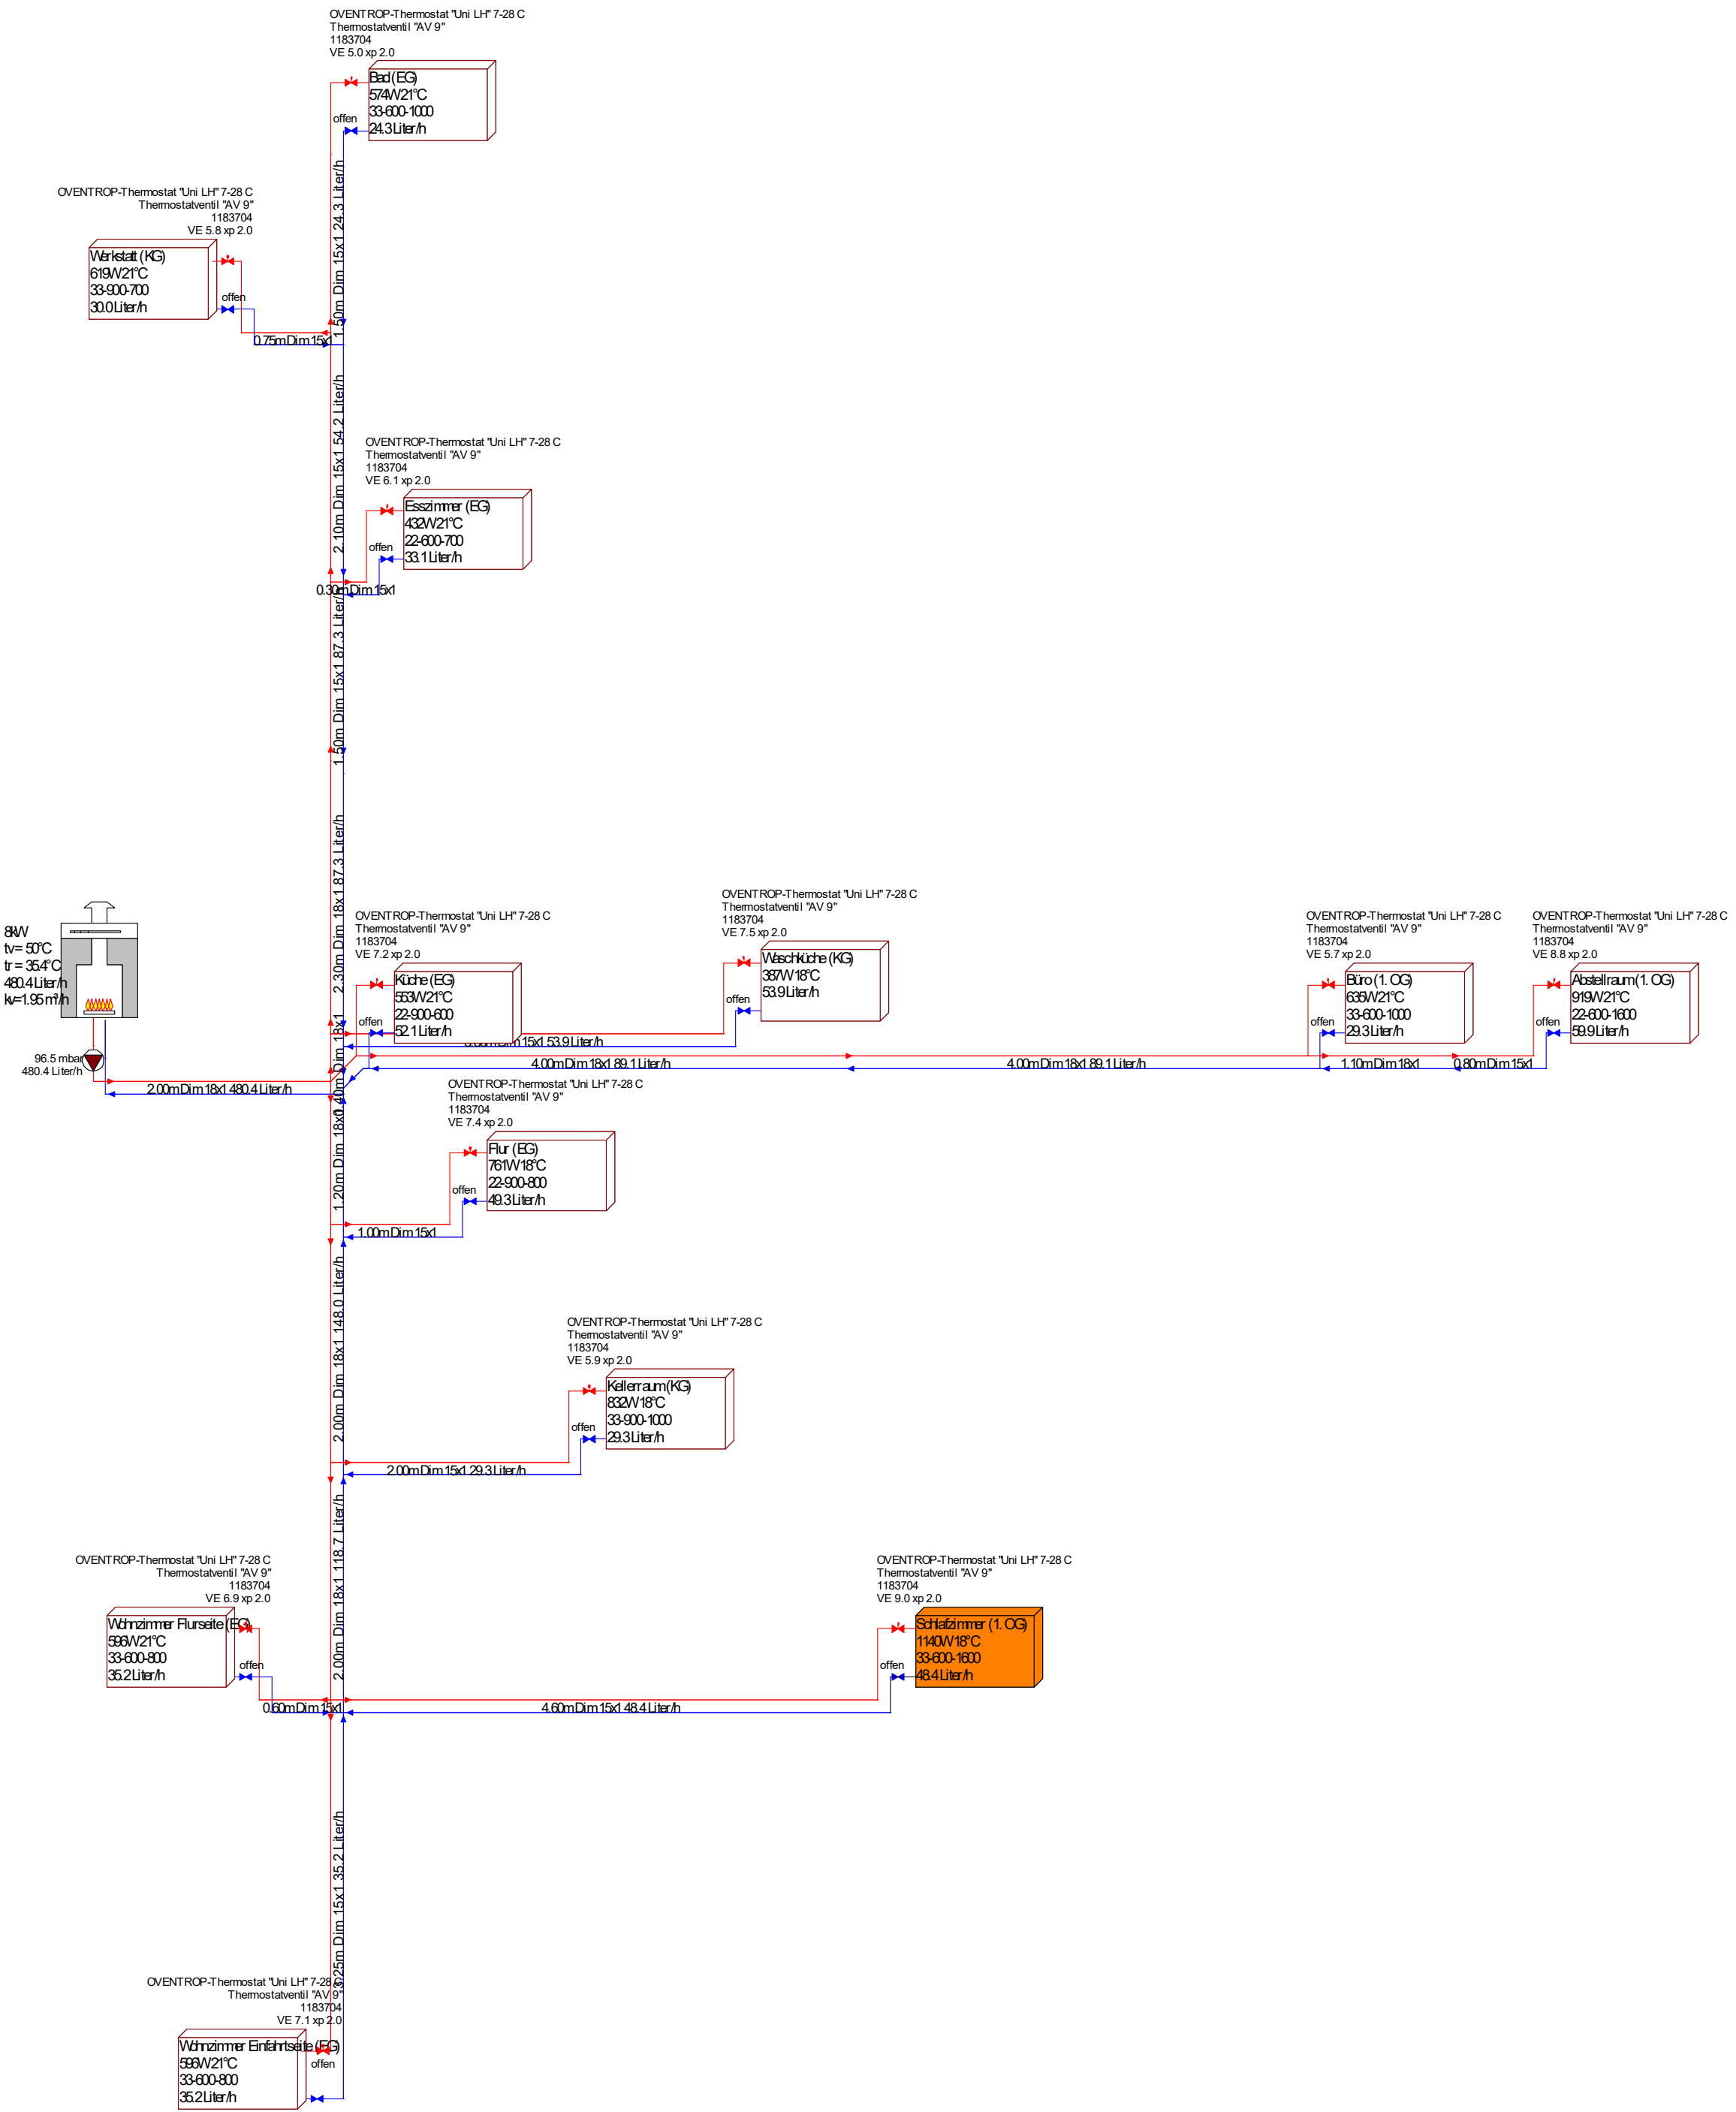 OVENTROP-Thermostat "Uni LH" 7-28 C
Thermostatventil "AV 9"
1183704
VE 5.0 xp 2.0
Bad (EG)
574W 21°C
33-600-1000
24.3 Liter/h
offen
1.50m Dim 15x1 24.3 Liter/h
OVENTROP-Thermostat "Uni LH" 7-28 C
Thermostatventil "AV 9"
1183704
VE 5.8 xp 2.0
Werkstatt (KG)
619W 21°C
33-900-700
30.0 Liter/h
offen
0.75m Dim 15x1
2.10m Dim 15x1 54.2 Liter/h
OVENTROP-Thermostat "Uni LH" 7-28 C
Thermostatventil "AV 9"
1183704
VE 6.1 xp 2.0
Esszimmer (EG)
432W 21°C
22-600-700
33.1 Liter/h
offen
0.30m Dim 15x1
1.50m Dim 15x1 87.3 Liter/h
2.30m Dim 18x1 87.3 Liter/h
8kW
tv = 50°C
tr = 35.4°C
480.4 Liter/h
kv=1.95 m³/h
96.5 mbar
480.4 Liter/h
2.00m Dim 18x1 480.4 Liter/h
OVENTROP-Thermostat "Uni LH" 7-28 C
Thermostatventil "AV 9"
1183704
VE 7.2 xp 2.0
Küche (EG)
553W 21°C
22-900-600
52.1 Liter/h
offen
OVENTROP-Thermostat "Uni LH" 7-28 C
Thermostatventil "AV 9"
1183704
VE 7.5 xp 2.0
Waschküche (KG)
387W 18°C
53.9 Liter/h
offen
15x1 53.9 Liter/h
0.40m Dim 18x1
4.00m Dim 18x1 89.1 Liter/h
4.00m Dim 18x1 89.1 Liter/h
OVENTROP-Thermostat "Uni LH" 7-28 C
Thermostatventil "AV 9"
1183704
VE 5.7 xp 2.0
Büro (1. OG)
635W 21°C
33-600-1000
29.3 Liter/h
offen
1.10m Dim 18x1
OVENTROP-Thermostat "Uni LH" 7-28 C
Thermostatventil "AV 9"
1183704
VE 8.8 xp 2.0
Abstellraum (1. OG)
919W 21°C
22-600-1600
59.9 Liter/h
offen
0.80m Dim 15x1
1.20m Dim 18x1
OVENTROP-Thermostat "Uni LH" 7-28 C
Thermostatventil "AV 9"
1183704
VE 7.4 xp 2.0
Flur (EG)
761W 18°C
22-900-800
49.3 Liter/h
offen
1.00m Dim 15x1
2.00m Dim 18x1 148.0 Liter/h
OVENTROP-Thermostat "Uni LH" 7-28 C
Thermostatventil "AV 9"
1183704
VE 5.9 xp 2.0
Kellerraum (KG)
832W 18°C
33-900-1000
29.3 Liter/h
offen
2.00m Dim 15x1 29.3 Liter/h
2.00m Dim 18x1 118.7 Liter/h
OVENTROP-Thermostat "Uni LH" 7-28 C
Thermostatventil "AV 9"
1183704
VE 6.9 xp 2.0
Wohnzimmer Flurseite (EG)
596W 21°C
33-600-800
35.2 Liter/h
offen
0.60m Dim 15x1
OVENTROP-Thermostat "Uni LH" 7-28 C
Thermostatventil "AV 9"
1183704
VE 9.0 xp 2.0
Schlafzimmer (1. OG)
1140W 18°C
33-600-1600
48.4 Liter/h
offen
4.60m Dim 15x1 48.4 Liter/h
3.25m Dim 15x1 35.2 Liter/h
OVENTROP-Thermostat "Uni LH" 7-28 C
Thermostatventil "AV 9"
1183704
VE 7.1 xp 2.0
Wohnzimmer Einfahrtseite (EG)
596W 21°C
33-600-800
35.2 Liter/h
offen